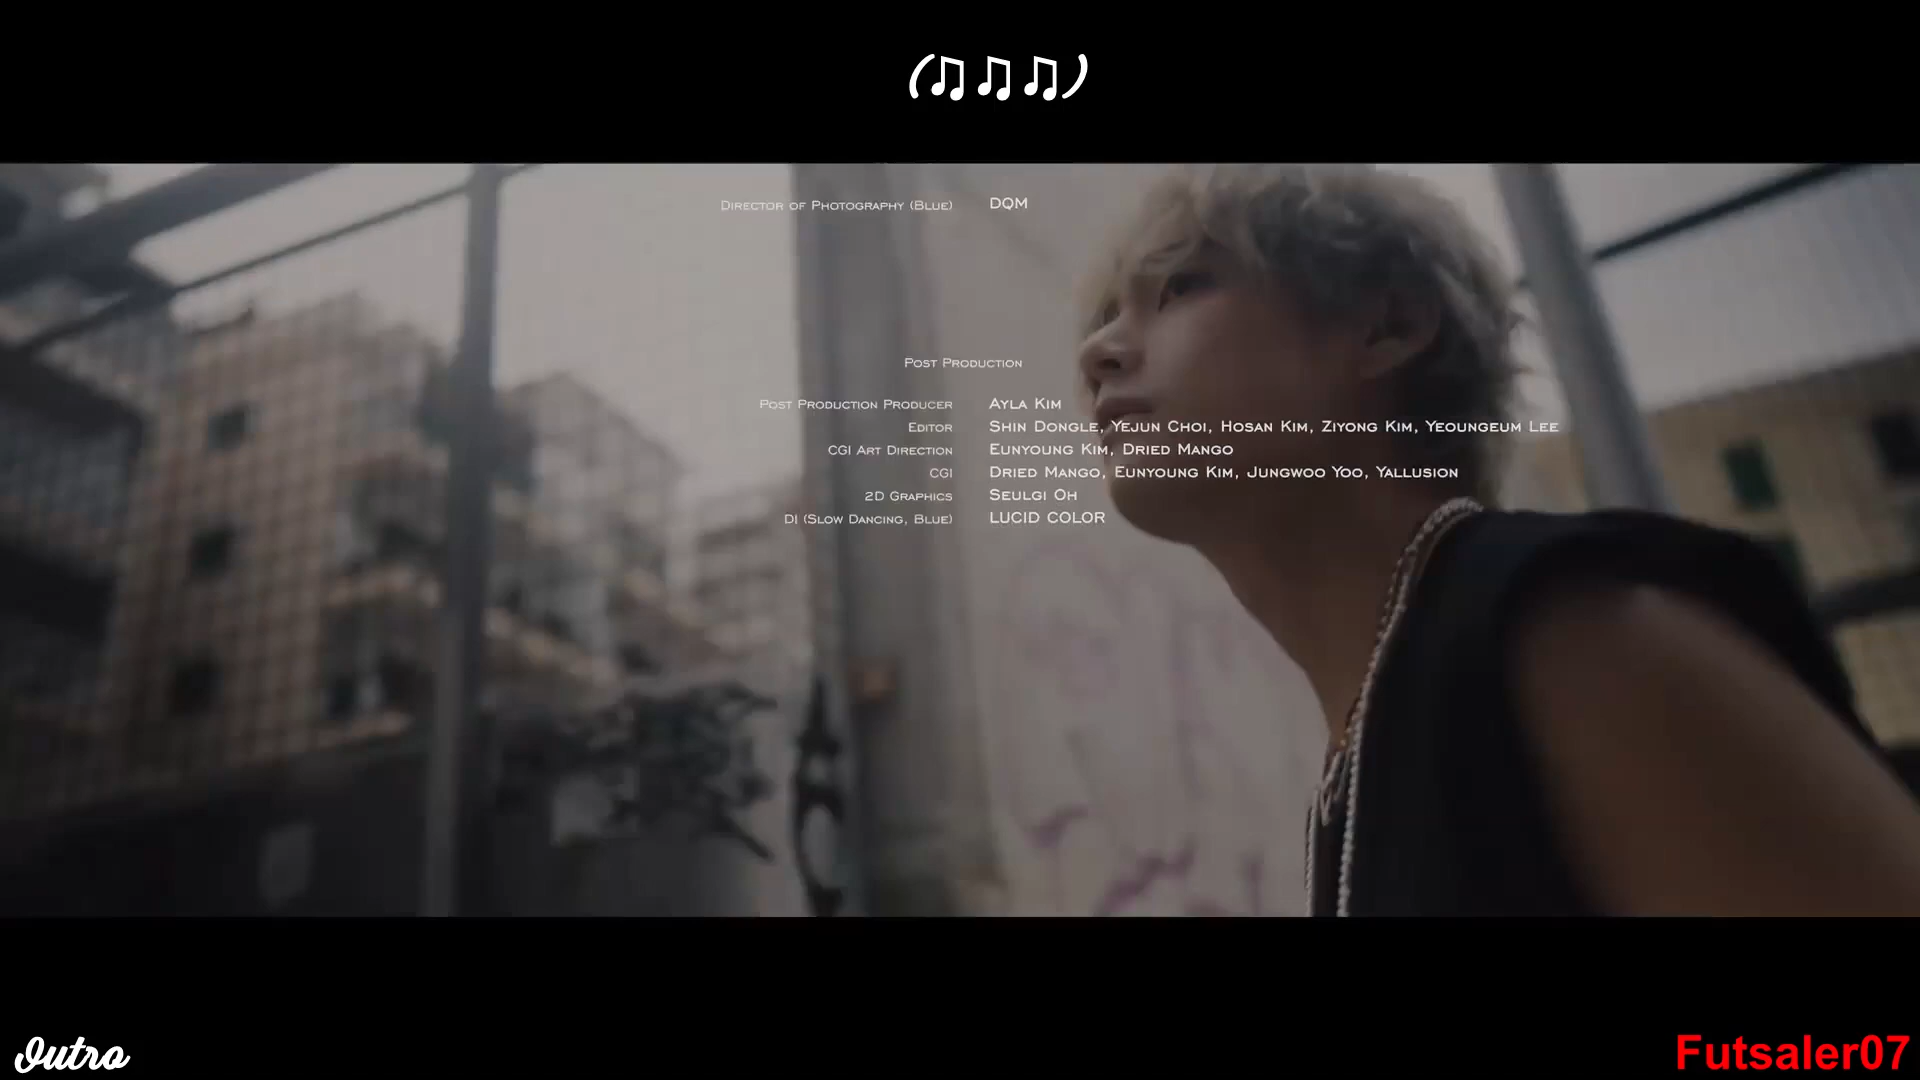 (♫♫♫)
Director of Photography (Blue) DQM
Post Production
Post Production Producer Ayla Kim
Editor Shin Dongle, Yejun Choi, Hosan Kim, Ziyong Kim, Yeoungeum Lee
CGI Art Direction Eunyoung Kim, Dried Mango
CGI Dried Mango, Eunyoung Kim, Jungwoo Yoo, Yallusion
2D Graphics Seulgi Oh
DI (Slow Dancing, Blue) LUCID COLOR
Outro
Futsaler07